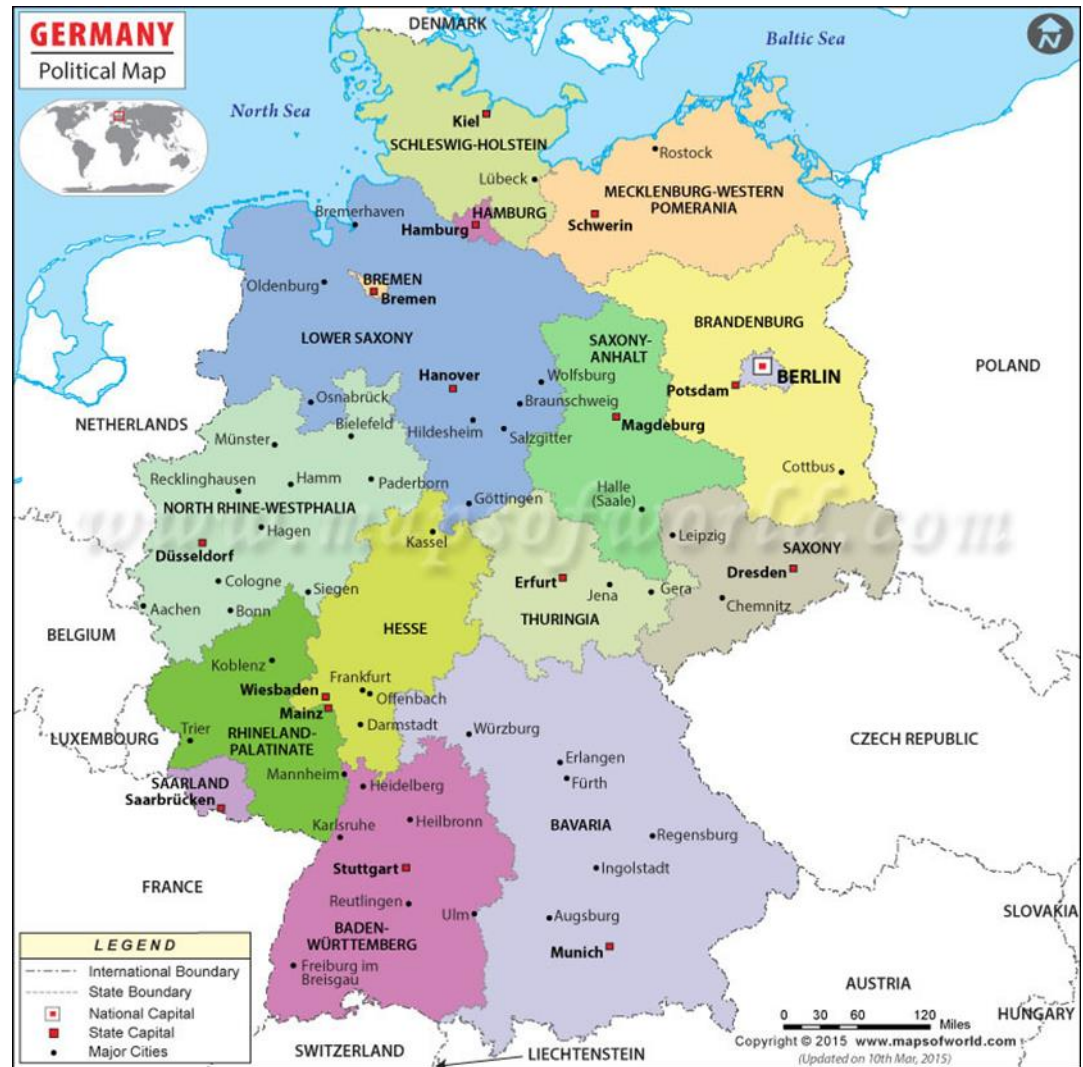 GERMANY
Political Map
DENMARK
Baltic Sea
N
North Sea
Kiel
SCHLESWIG-HOLSTEIN
Rostock
Lübeck
MECKLENBURG-WESTERN
POMERANIA
Bremerhaven
HAMBURG
Hamburg
Schwerin
Oldenburg
BREMEN
Bremen
LOWER SAXONY
SAXONY-
ANHALT
BRANDENBURG
Hanover
Wolfsburg
BERLIN
POLAND
Potsdam
Osnabrück
Braunschweig
NETHERLANDS
Bielefeld
Hildesheim
Salzgitter
Magdeburg
Münster
Cottbus
Recklinghausen
Hamm
Paderborn
Göttingen
Halle
(Saale)
NORTH RHINE-WESTPHALIA
www.mapsofworld.com
Hagen
Kassel
Leipzig
SAXONY
Düsseldorf
Dresden
Cologne
Siegen
Erfurt
Jena
Gera
Aachen
Bonn
Chemnitz
BELGIUM
HESSE
THURINGIA
Koblenz
Frankfurt
Wiesbaden
Offenbach
Mainz
Darmstadt
Würzburg
LUXEMBOURG
Trier
RHINELAND-
PALATINATE
CZECH REPUBLIC
Erlangen
Fürth
SAARLAND
Mannheim
Heidelberg
Saarbrücken
Karlsruhe
Heilbronn
BAVARIA
Regensburg
Stuttgart
Ingolstadt
FRANCE
Reutlingen
Ulm
Augsburg
SLOVAKIA
BADEN-
WÜRTTEMBERG
Munich
Freiburg im
Breisgau
AUSTRIA
HUNGARY
SWITZERLAND
LIECHTENSTEIN
LEGEND
International Boundary
State Boundary
National Capital
State Capital
Major Cities
0 30 60 120
Miles
Copyright © 2015 www.mapsofworld.com
(Updated on 10th Mar, 2015)